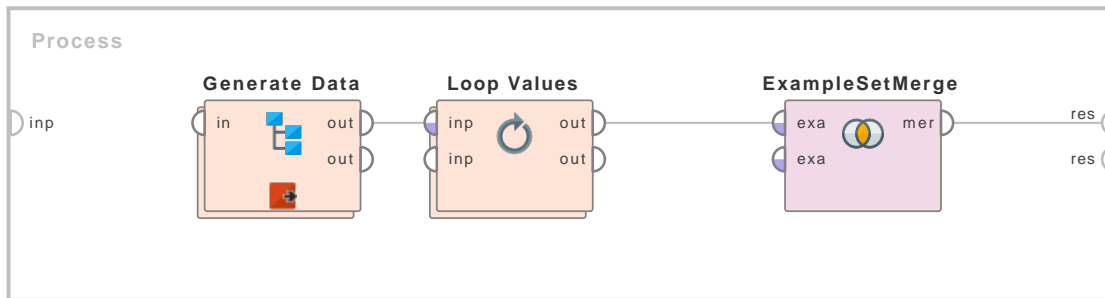 Process
Generate Data
Loop Values
ExampleSetMerge
inp
in
out
inp
out
exa
mer
res
out
inp
out
exa
res